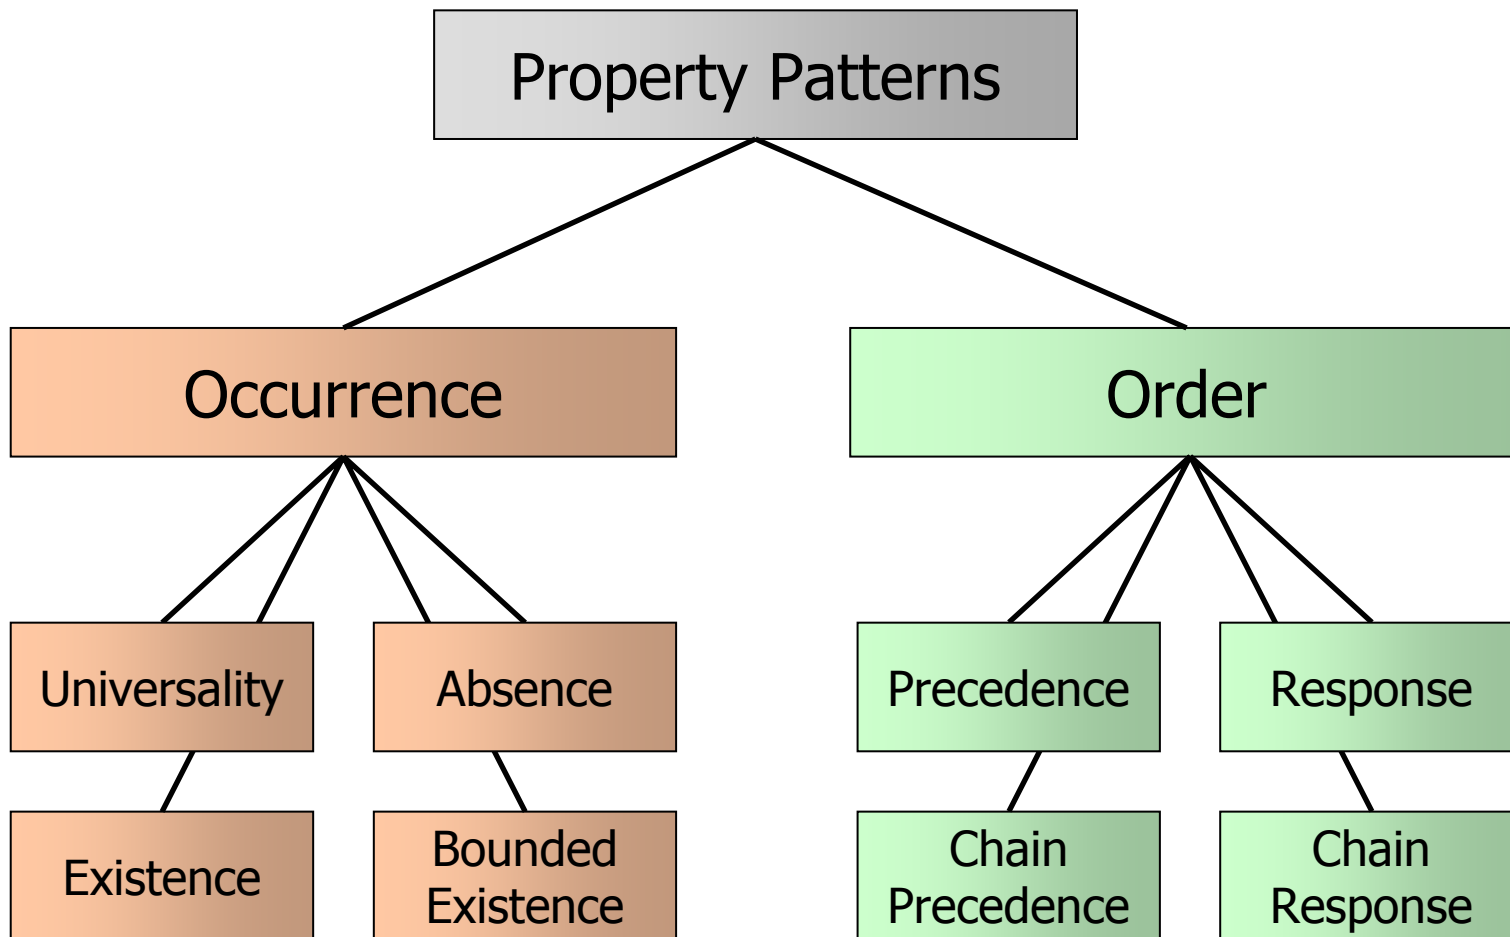 Property Patterns
Occurrence
Order
Universality
Absence
Precedence
Response
Existence
Bounded
Existence
Chain
Precedence
Chain
Response